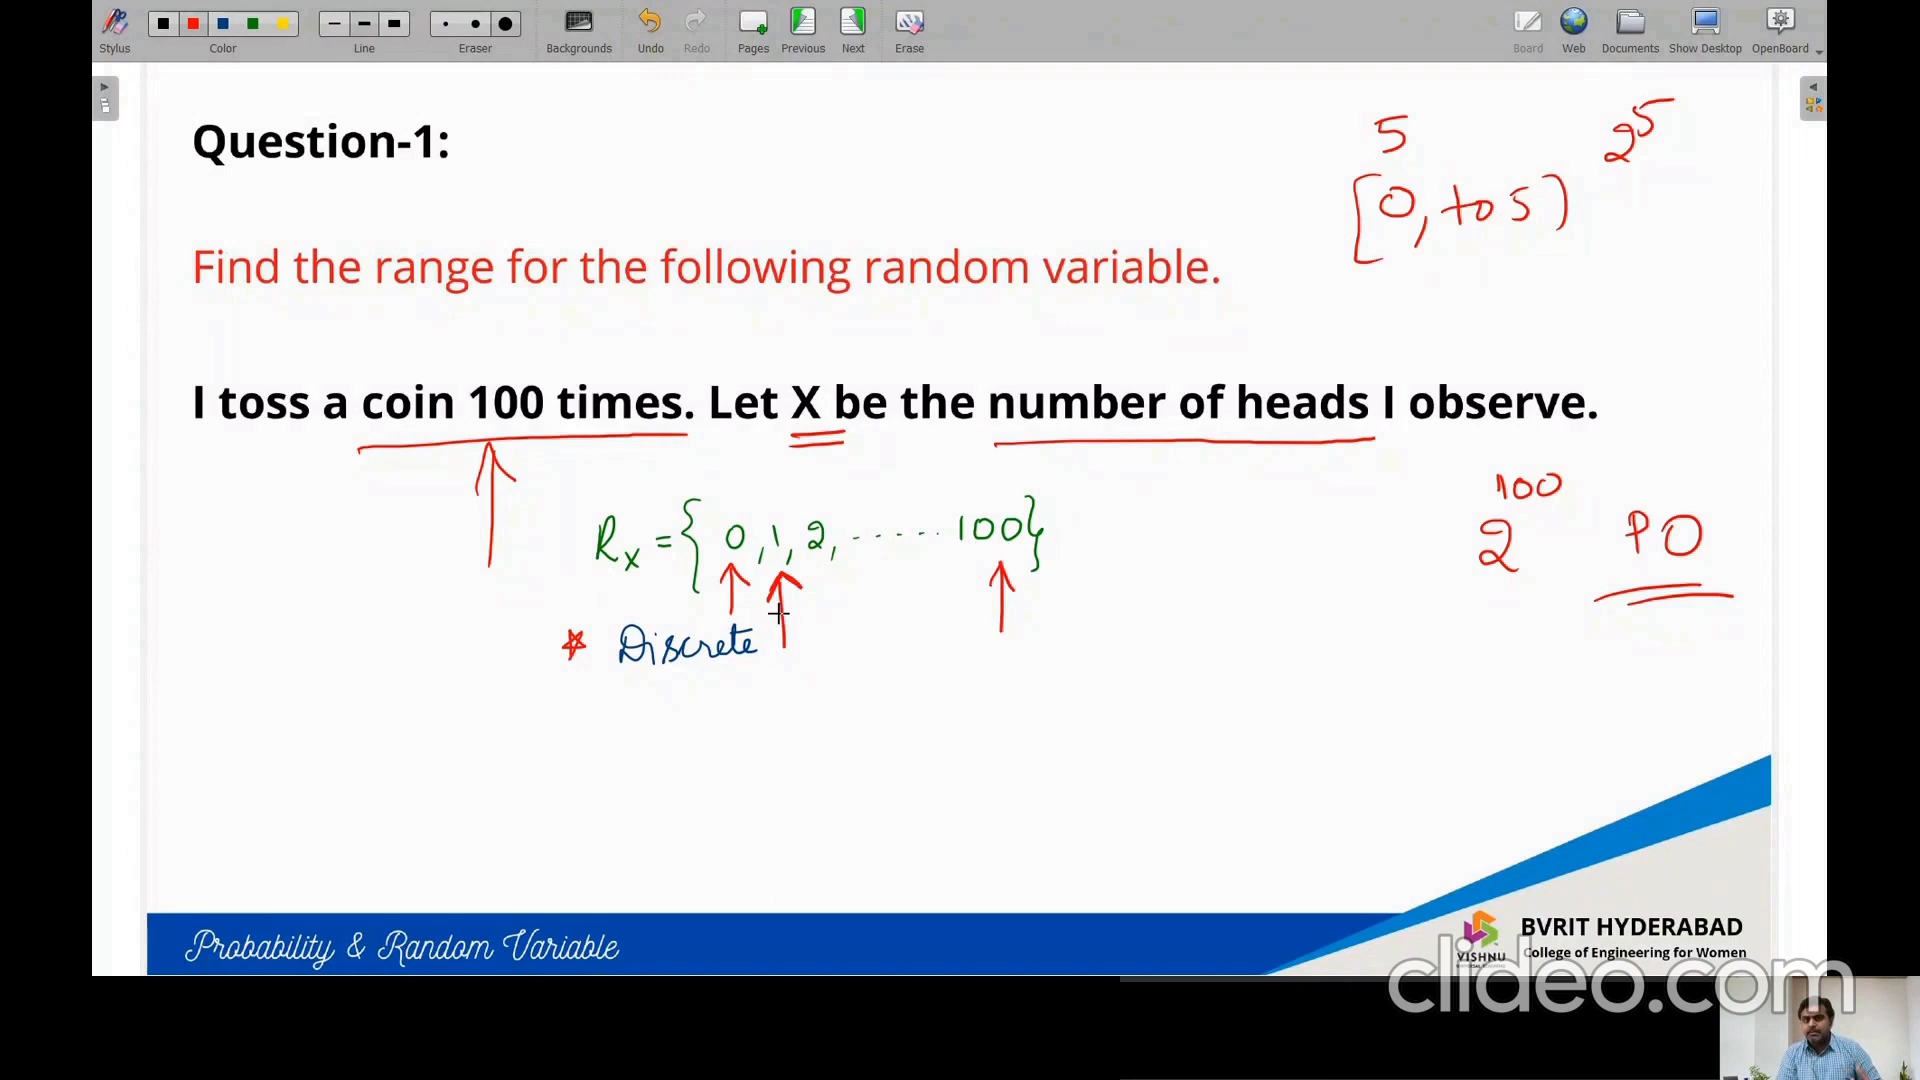 Stylus Color Line Eraser Backgrounds Undo Redo Pages Previous Next Erase Board Web Documents Show Desktop OpenBoard
Question-1:
5
2^5
[0, to 5)
Find the range for the following random variable.
I toss a coin 100 times. Let X be the number of heads I observe.
R_X = { 0, 1, 2, ...... 100}
2^100 PO
* Discrete
Probability & Random Variable
VISHNU
BVRIT HYDERABAD
College of Engineering for Women
clideo.com